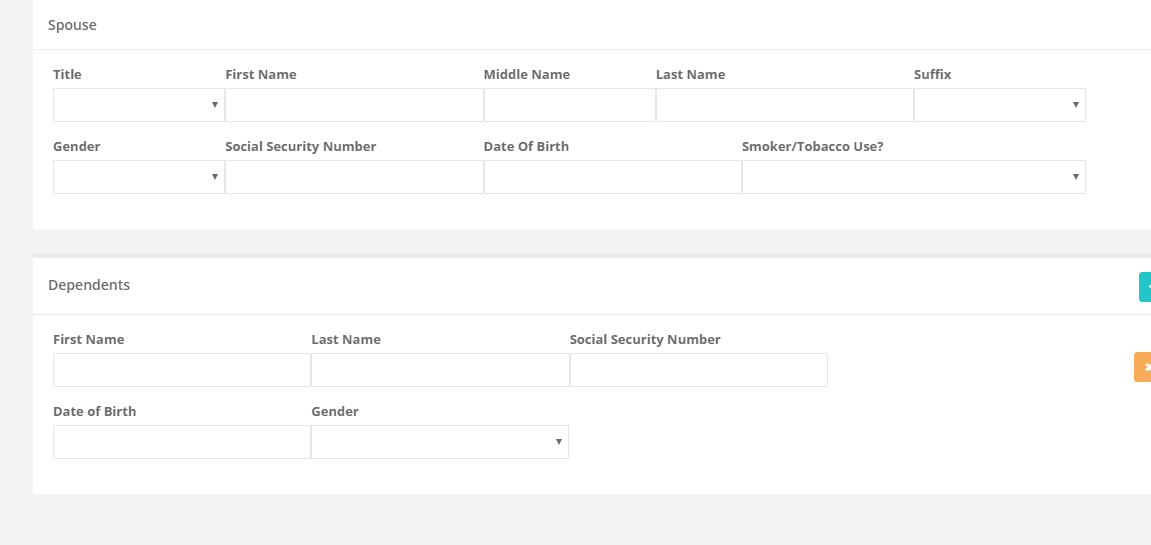 Spouse
Title First Name Middle Name Last Name Suffix
Gender Social Security Number Date Of Birth Smoker/Tobacco Use?
Dependents
First Name Last Name Social Security Number
Date of Birth Gender